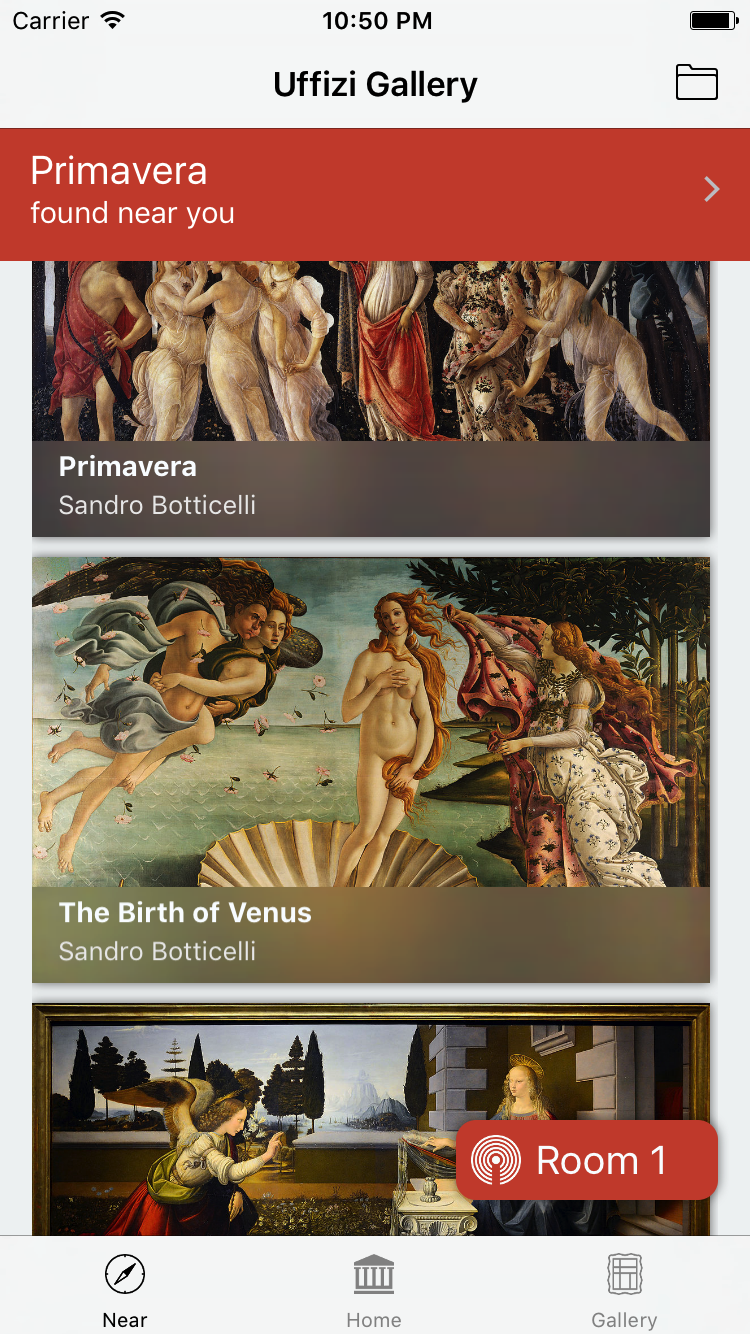 Carrier 10:50 PM
Uffizi Gallery
Primavera
found near you
Primavera
Sandro Botticelli
The Birth of Venus
Sandro Botticelli
Room 1
Near Home Gallery